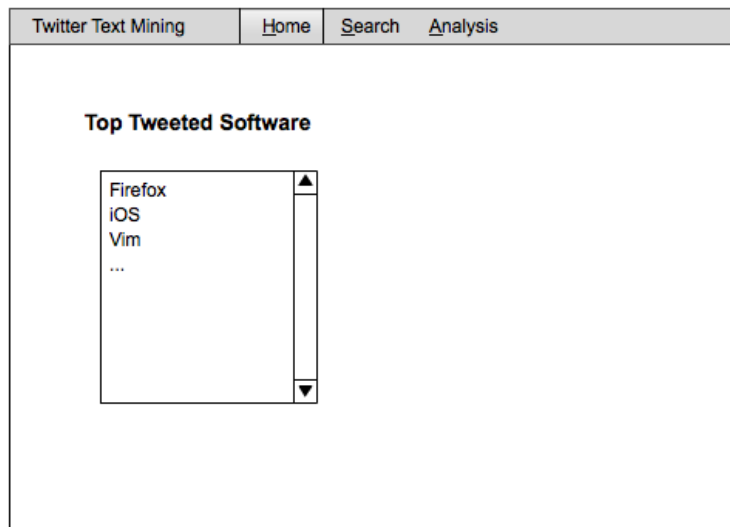 Twitter Text Mining Home Search Analysis
Top Tweeted Software
Firefox
iOS
Vim
...